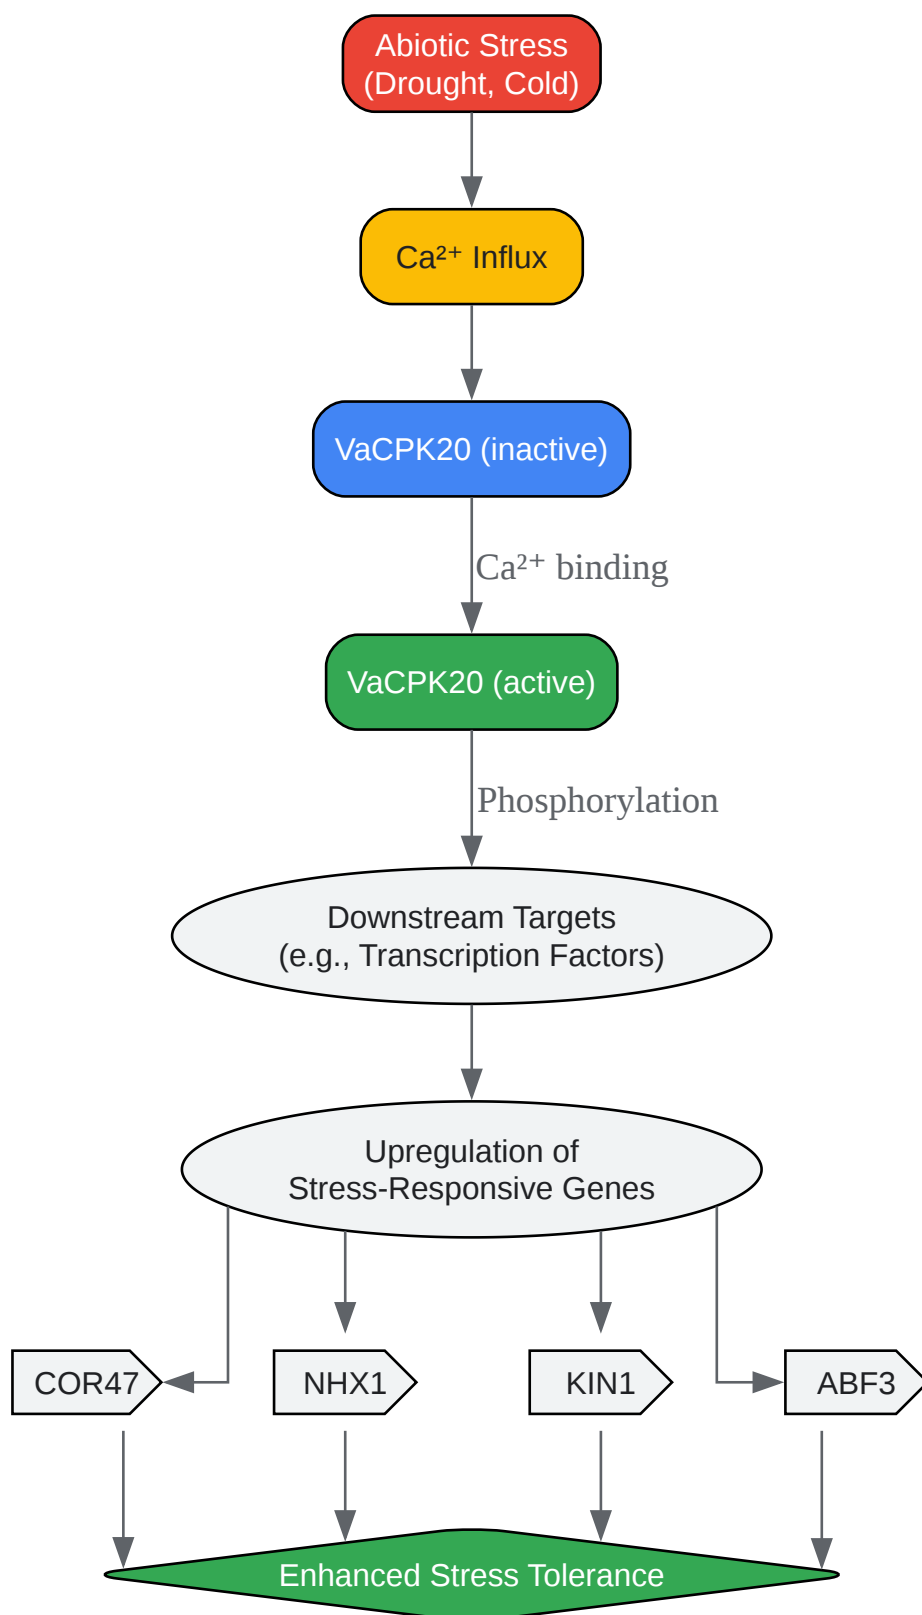 Abiotic Stress
(Drought, Cold)
Ca²⁺ Influx
VaCPK20 (inactive)
Ca²⁺ binding
VaCPK20 (active)
Phosphorylation
Downstream Targets
(e.g., Transcription Factors)
Upregulation of
Stress-Responsive Genes
COR47
NHX1
KIN1
ABF3
Enhanced Stress Tolerance